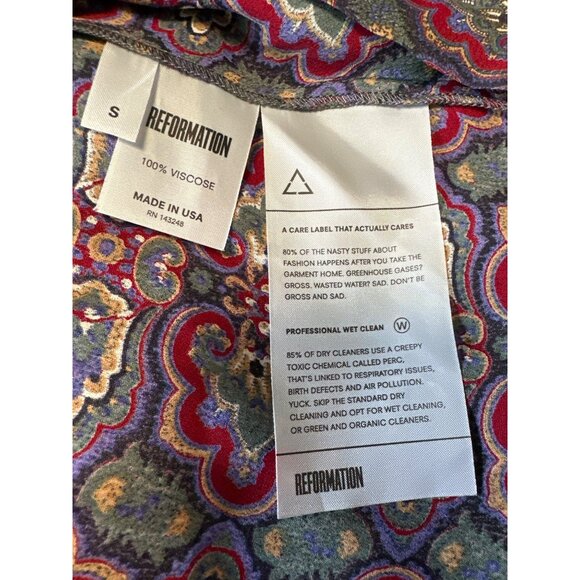 S
REFORMATION
100% VISCOSE
MADE IN USA
RN 143248
A CARE LABEL THAT ACTUALLY CARES
80% OF THE NASTY STUFF ABOUT
FASHION HAPPENS AFTER YOU TAKE THE
GARMENT HOME. GREENHOUSE GASES?
GROSS. WASTED WATER? SAD. DON'T BE
GROSS AND SAD.
PROFESSIONAL WET CLEAN W
85% OF DRY CLEANERS USE A CREEPY
TOXIC CHEMICAL CALLED PERC,
THAT'S LINKED TO RESPIRATORY ISSUES,
BIRTH DEFECTS AND AIR POLLUTION.
YUCK. SKIP THE STANDARD DRY
CLEANING AND OPT FOR WET CLEANING,
OR GREEN AND ORGANIC CLEANERS.
REFORMATION